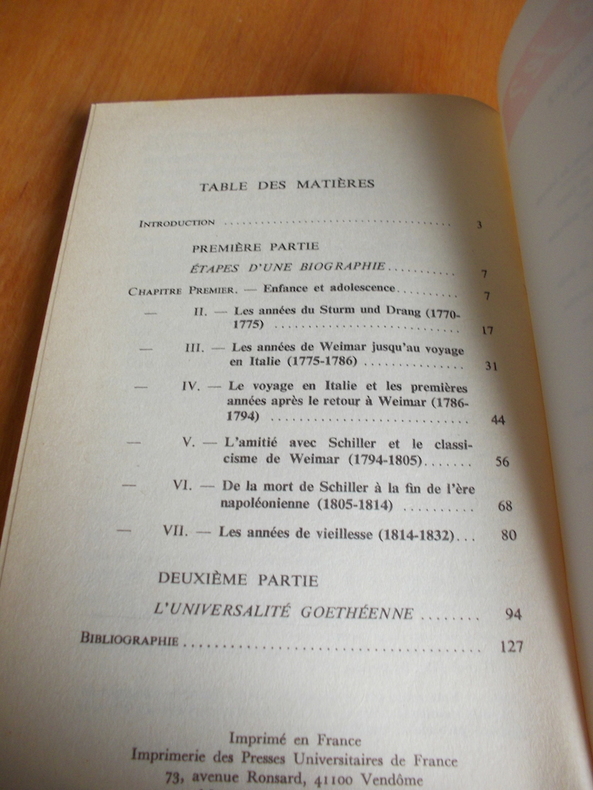 TABLE DES MATIÈRES
INTRODUCTION .................................... 3
PREMIÈRE PARTIE
ÉTAPES D'UNE BIOGRAPHIE........... 7
CHAPITRE PREMIER. — Enfance et adolescence.......... 7
— II. — Les années du Sturm und Drang (1770-
1775) ............................ 17
— III. — Les années de Weimar jusqu'au voyage
en Italie (1775-1786) ............... 31
— IV. — Le voyage en Italie et les premières
années après le retour à Weimar (1786-
1794) ............................ 44
— V. — L'amitié avec Schiller et le classi-
cisme de Weimar (1794-1805)....... 56
— VI. — De la mort de Schiller à la fin de l'ère
napoléonienne (1805-1814) .......... 68
— VII. — Les années de vieillesse (1814-1832)... 80
DEUXIÈME PARTIE
L'UNIVERSALITÉ GOETHÉENNE ........ 94
BIBLIOGRAPHIE ...................................... 127
Imprimé en France
Imprimerie des Presses Universitaires de France
73, avenue Ronsard, 41100 Vendôme